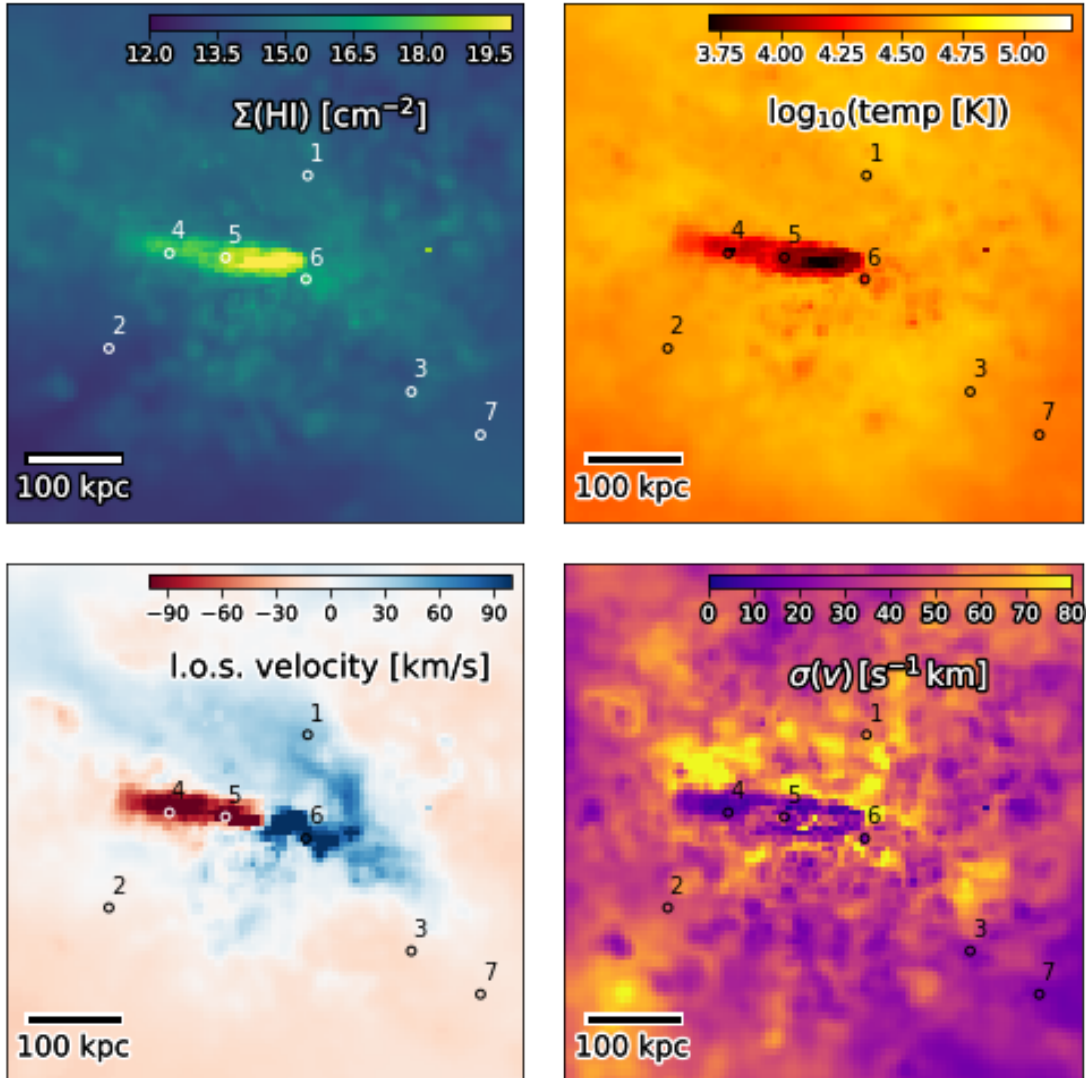 12.0 13.5 15.0 16.5 18.0 19.5
Σ(HI) [cm⁻²]
1
4
5
6
2
3
7
100 kpc
3.75 4.00 4.25 4.50 4.75 5.00
log₁₀(temp [K])
1
4
5
6
2
3
7
100 kpc
−90 −60 −30 0 30 60 90
l.o.s. velocity [km/s]
1
4
5
6
2
3
7
100 kpc
0 10 20 30 40 50 60 70 80
σ(v) [s⁻¹ km]
1
4
5
6
2
3
7
100 kpc